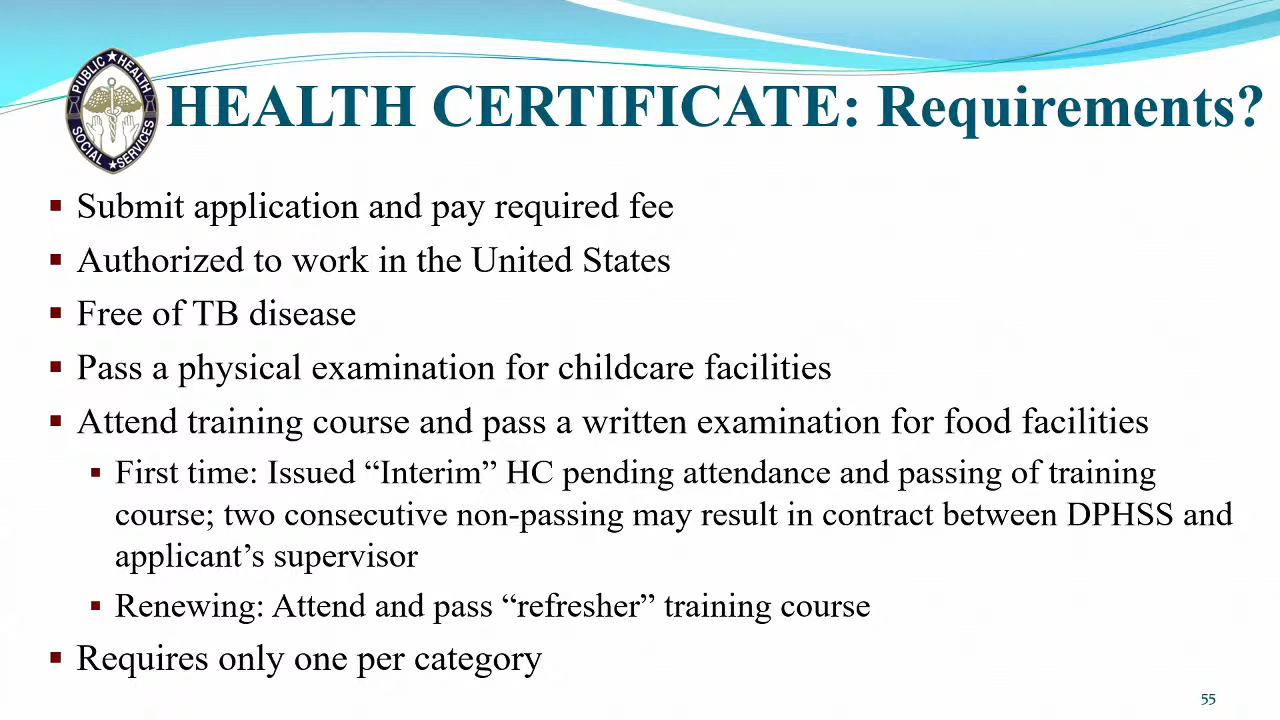 PUBLIC HEALTH
SOCIAL SERVICES
HEALTH CERTIFICATE: Requirements?
▪ Submit application and pay required fee
▪ Authorized to work in the United States
▪ Free of TB disease
▪ Pass a physical examination for childcare facilities
▪ Attend training course and pass a written examination for food facilities
▪ First time: Issued “Interim” HC pending attendance and passing of training
course; two consecutive non-passing may result in contract between DPHSS and
applicant’s supervisor
▪ Renewing: Attend and pass “refresher” training course
▪ Requires only one per category
55